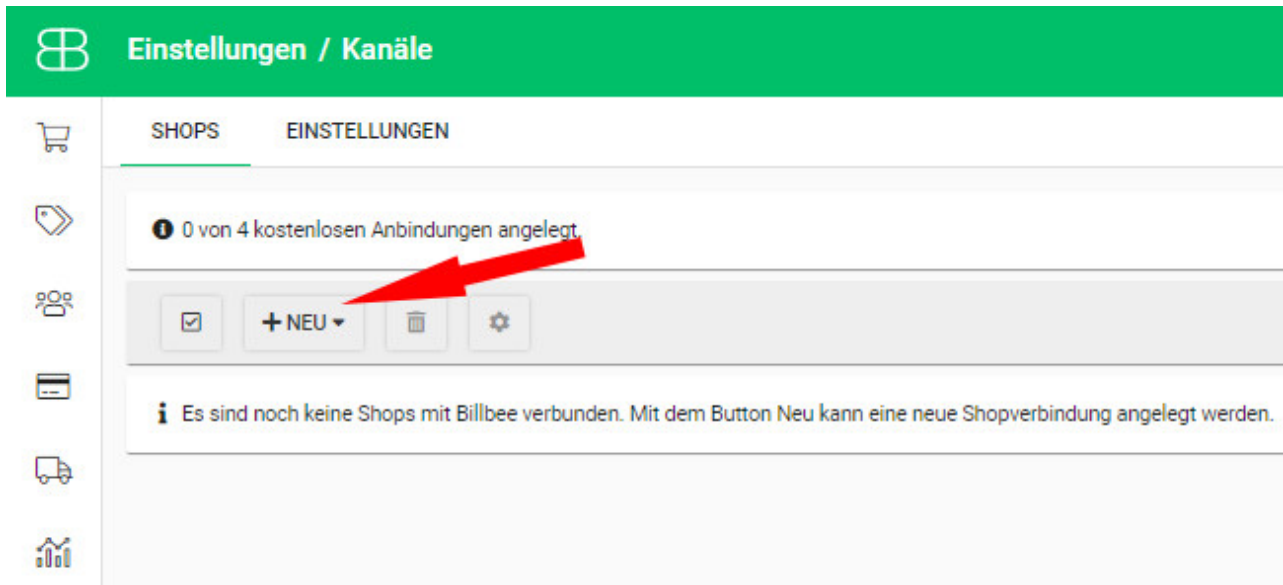 Einstellungen / Kanäle
SHOPS EINSTELLUNGEN
0 von 4 kostenlosen Anbindungen angelegt.
+ NEU
Es sind noch keine Shops mit Billbee verbunden. Mit dem Button Neu kann eine neue Shopverbindung angelegt werden.